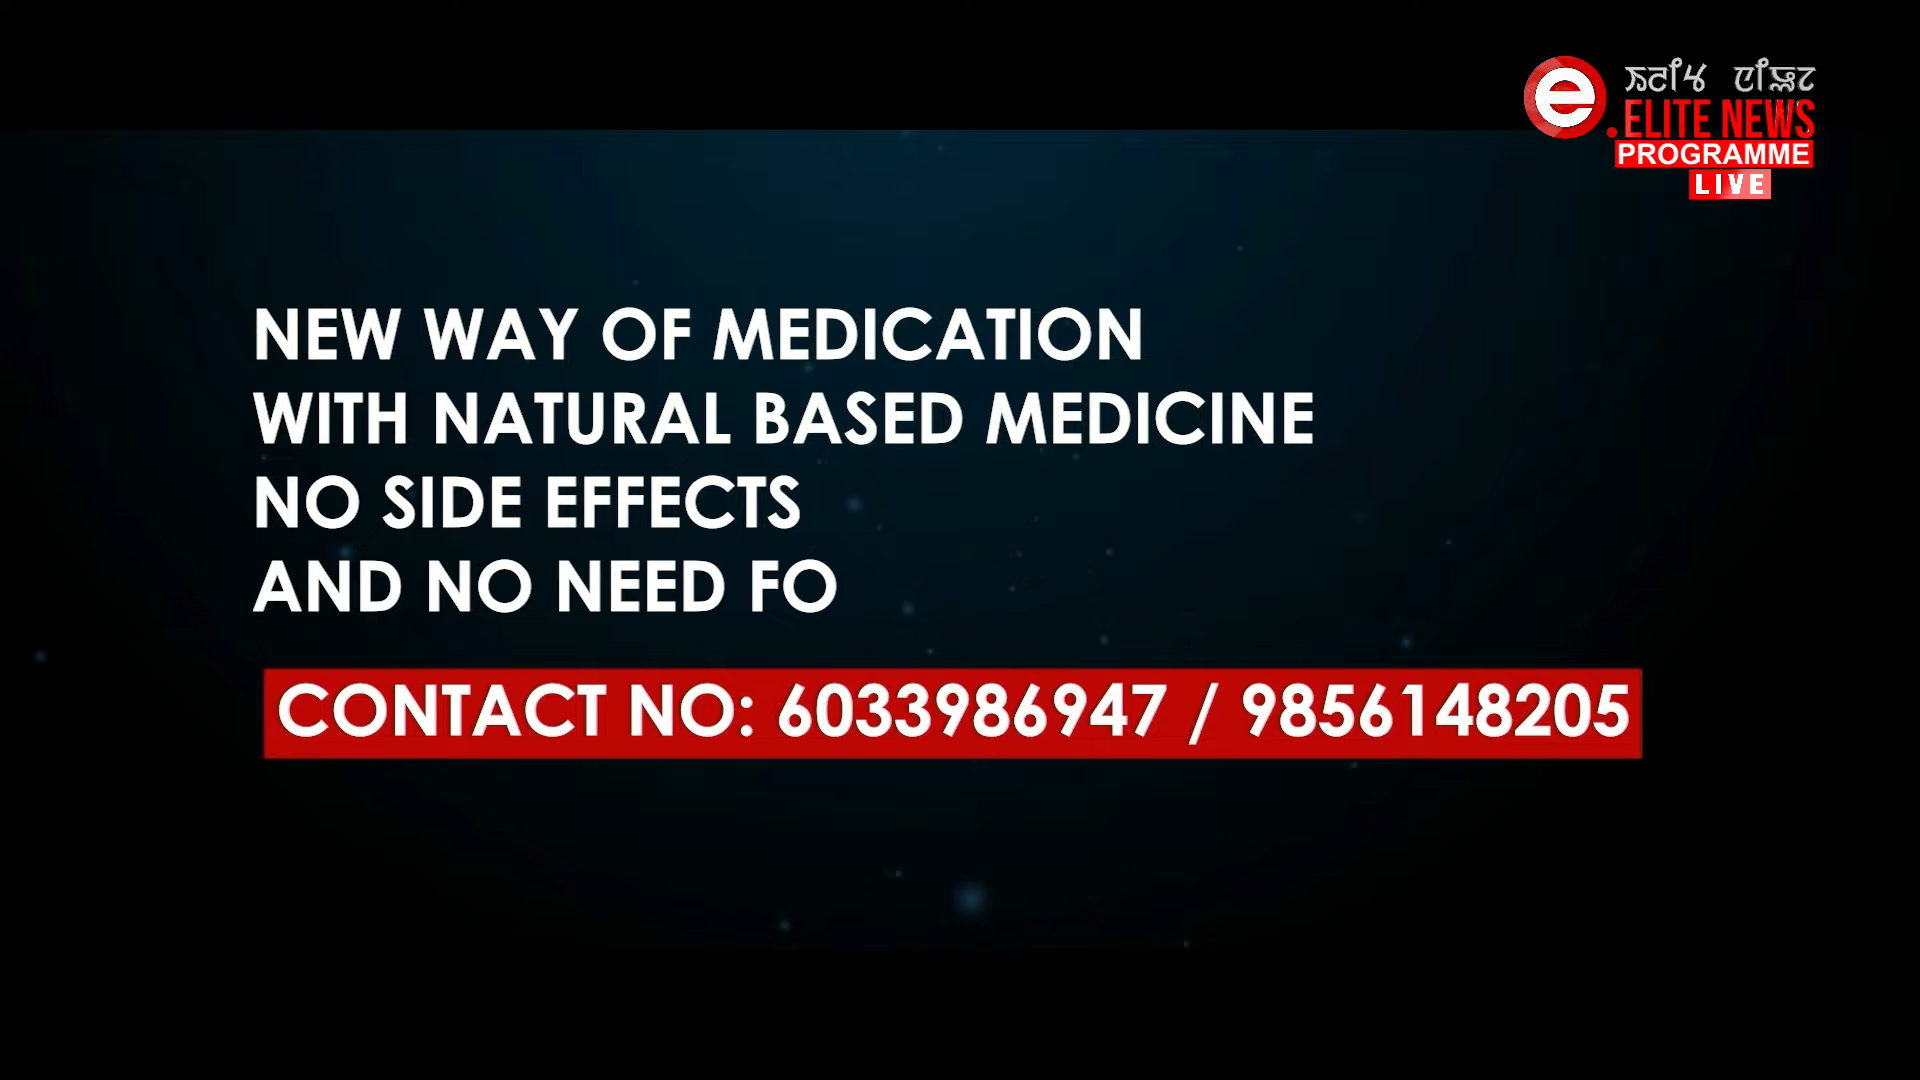 e.
ELITE NEWS
PROGRAMME
LIVE
NEW WAY OF MEDICATION
WITH NATURAL BASED MEDICINE
NO SIDE EFFECTS
AND NO NEED FO
CONTACT NO: 6033986947 / 9856148205